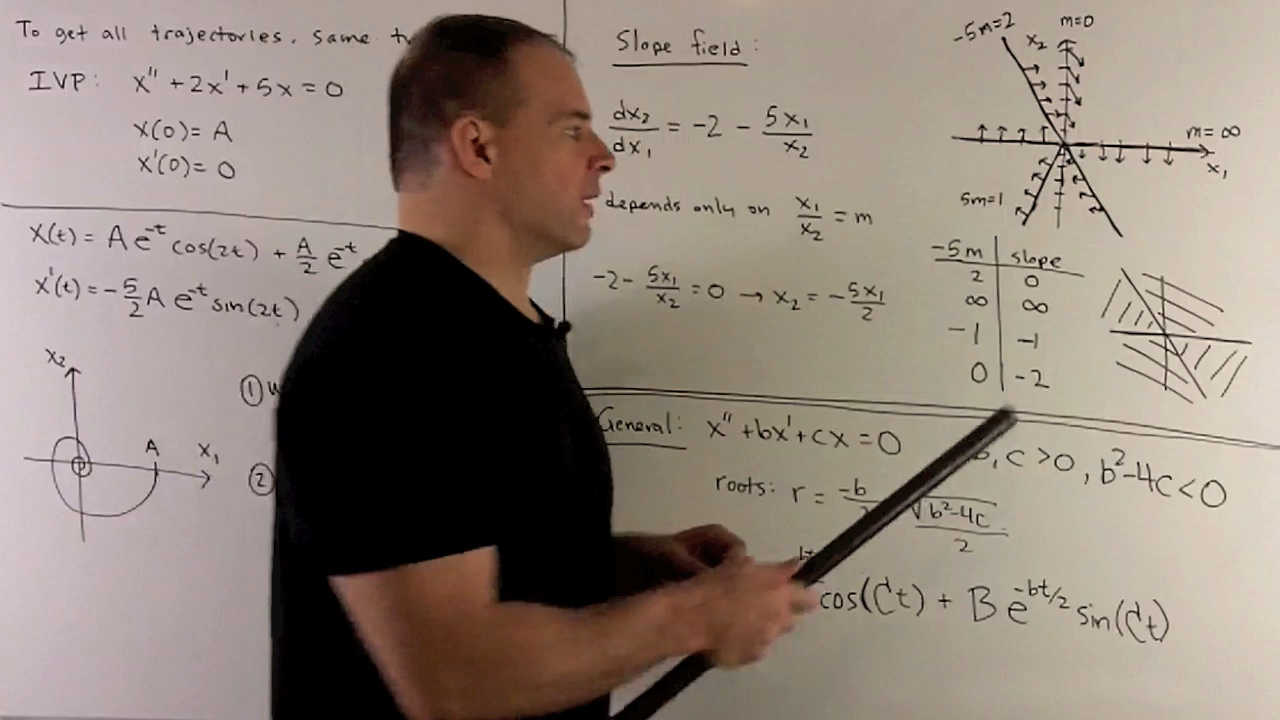 To get all trajectories, same
IVP: x'' + 2x' + 5x = 0
x(0) = A
x'(0) = 0
x(t) = A e^-t cos(2t) + A/2 e^-t
x'(t) = -5/2 A e^-t sin(2t)
x₂
A
x₁
①
②
Slope field:
dx₂/dx₁ = -2 - 5x₁/x₂
depends only on x₁/x₂ = m
-2 - 5x₁/x₂ = 0 → x₂ = -5x₁/2
-5m=2
x₂
m=0
m=∞
x₁
5m=1
-5m slope
2 0
∞ ∞
-1 -1
0 -2
General: x'' + bx' + cx = 0
b, c > 0, b²-4c < 0
roots: r = -b/2 √(b²-4c)/2
cos(Ct) + B e^-bt/2 sin(Ct)